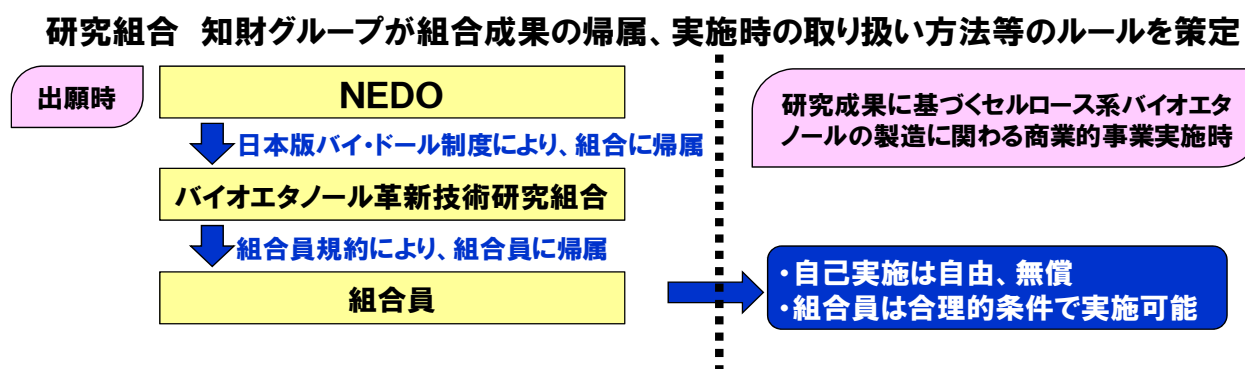 研究組合 知財グループが組合成果の帰属、実施時の取り扱い方法等のルールを策定
出願時
NEDO
日本版バイ・ドール制度により、組合に帰属
バイオエタノール革新技術研究組合
組合員規約により、組合員に帰属
組合員
研究成果に基づくセルロース系バイオエタ
ノールの製造に関わる商業的事業実施時
・自己実施は自由、無償
・組合員は合理的条件で実施可能